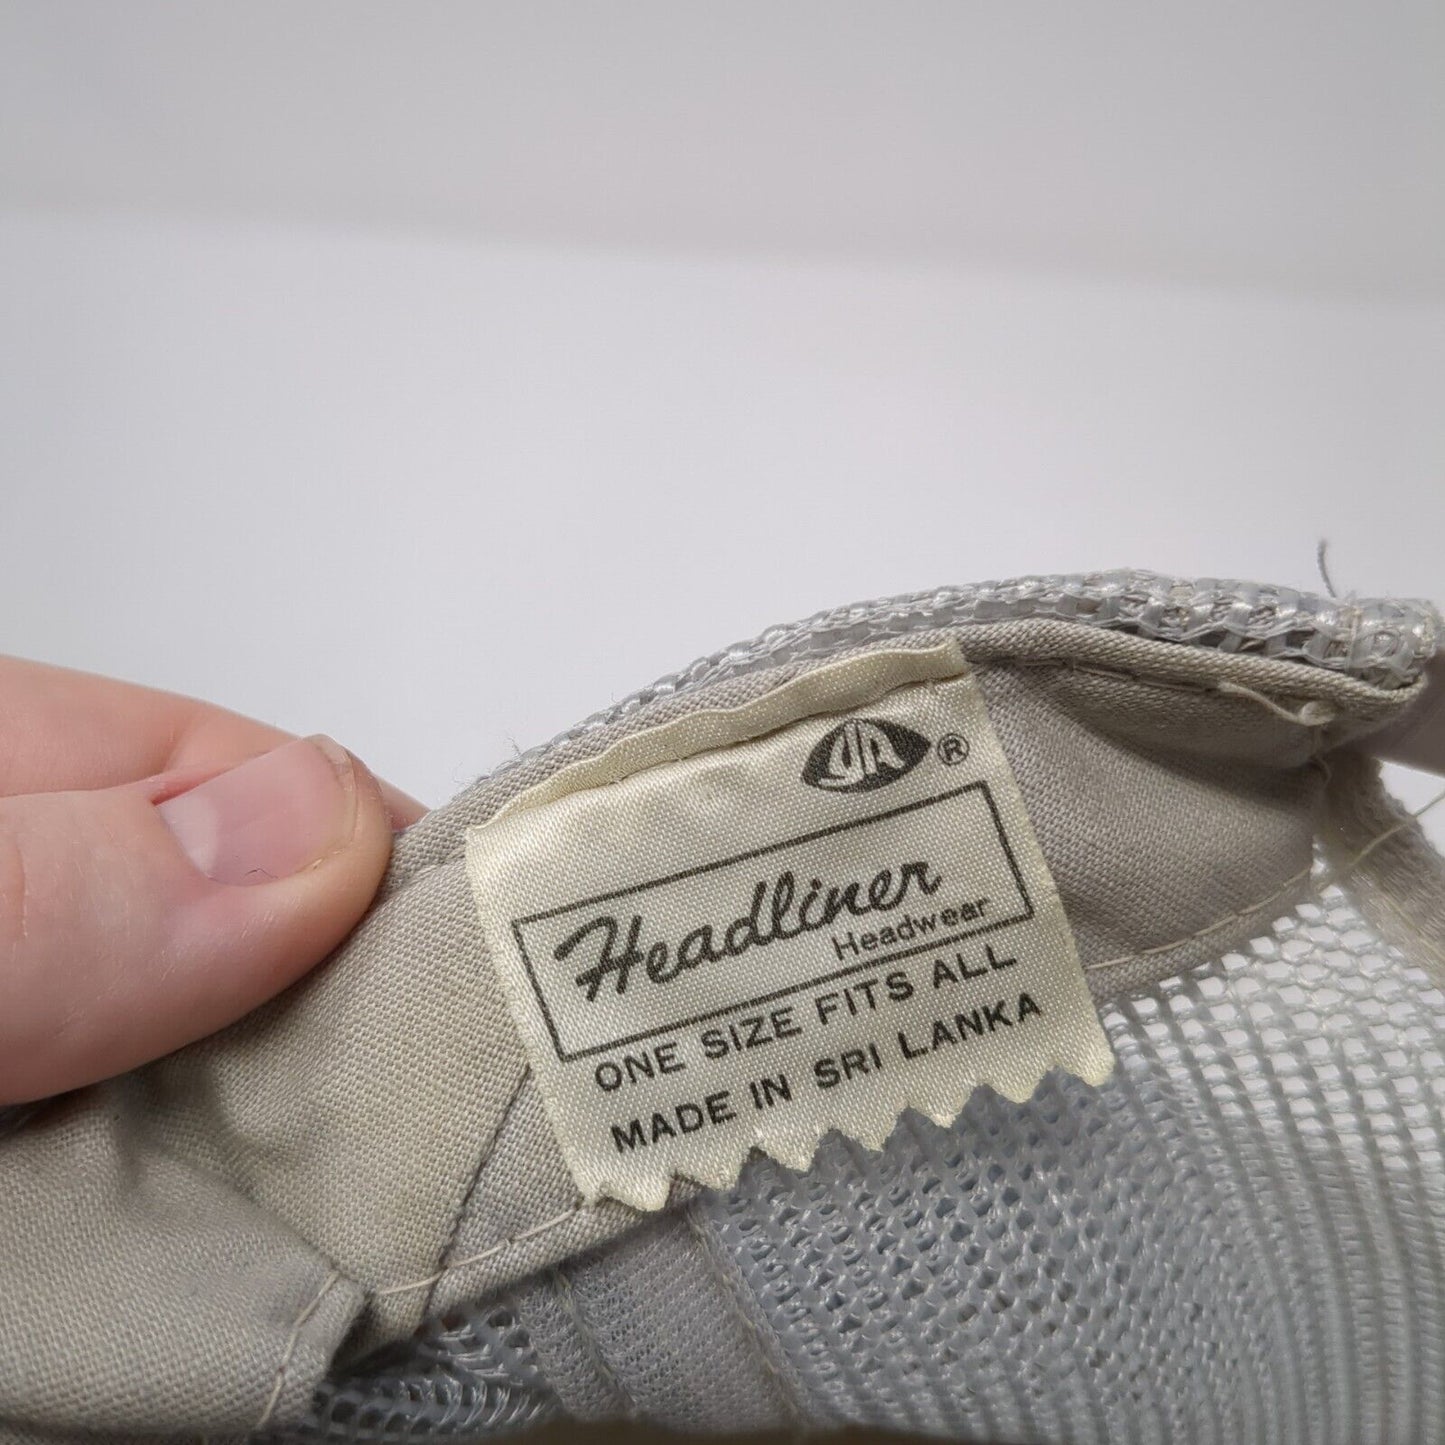 ®
Headliner
Headwear
ONE SIZE FITS ALL
MADE IN SRI LANKA